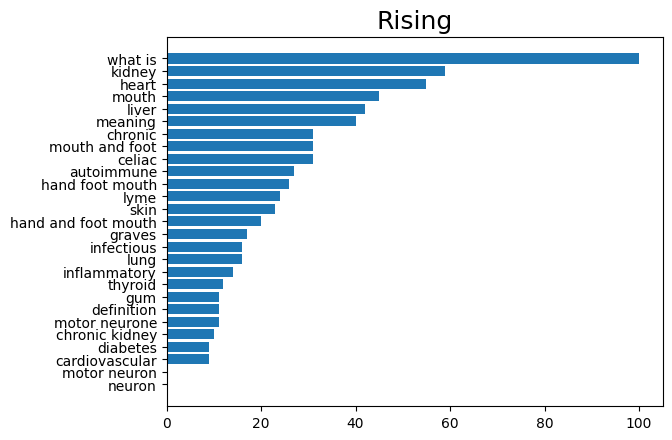 Rising
what is
kidney
heart
mouth
liver
meaning
chronic
mouth and foot
celiac
autoimmune
hand foot mouth
lyme
skin
hand and foot mouth
graves
infectious
lung
inflammatory
thyroid
gum
definition
motor neurone
chronic kidney
diabetes
cardiovascular
motor neuron
neuron
0 20 40 60 80 100